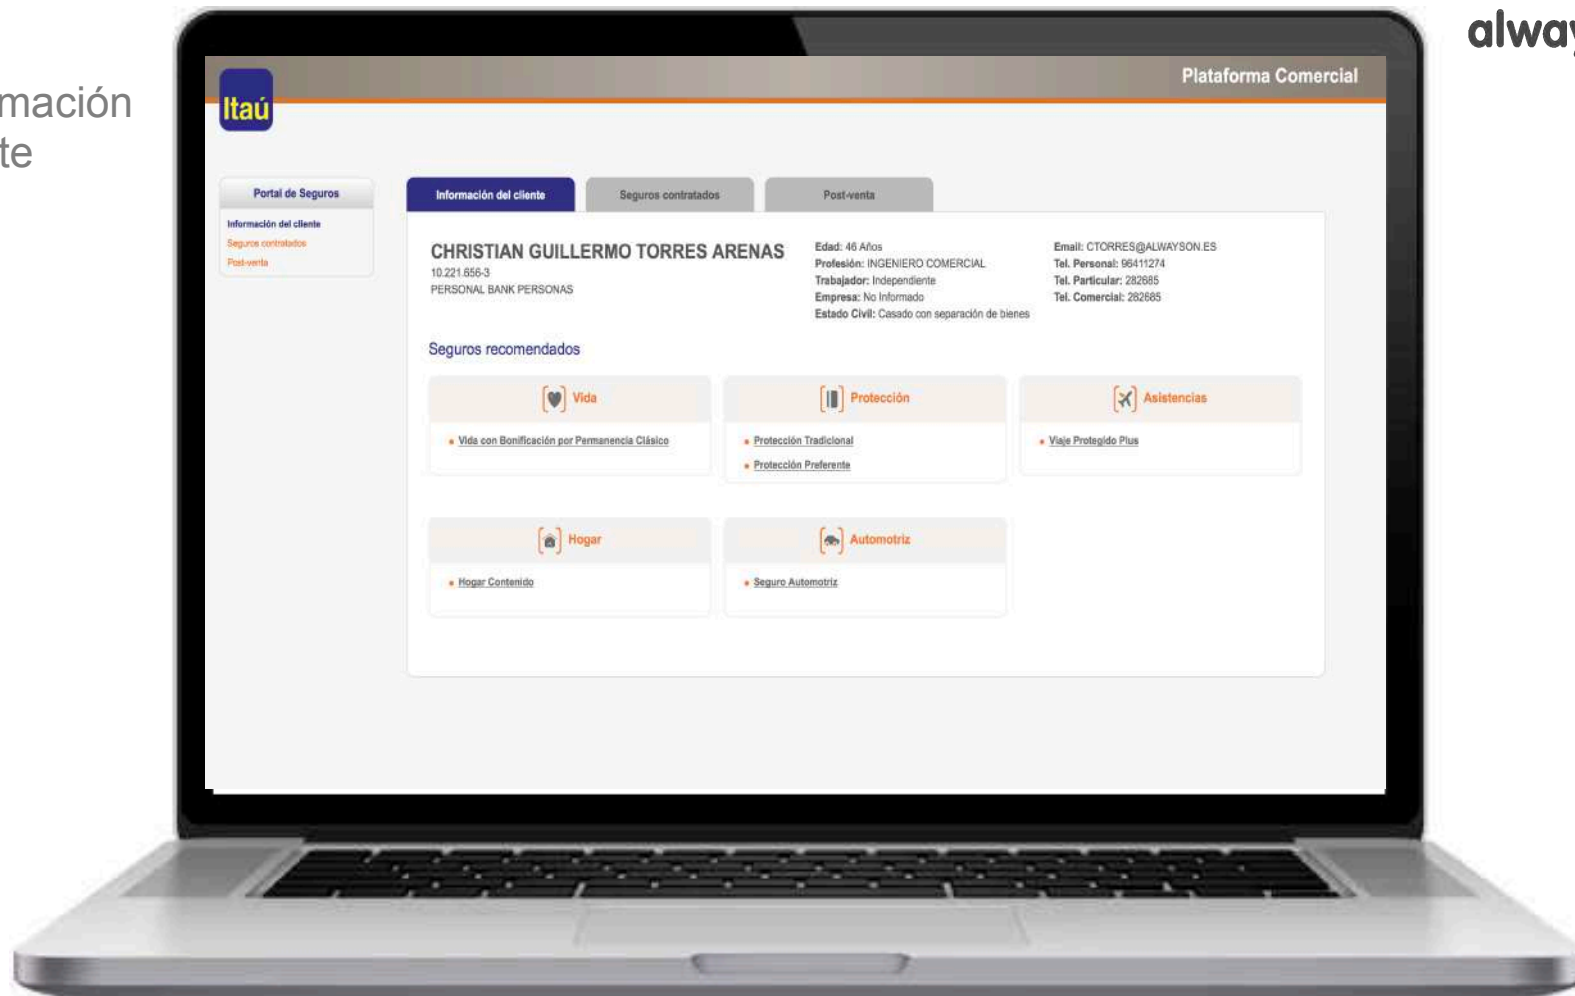 alway
mación
te
Itaú
Plataforma Comercial
Portal de Seguros
Información del cliente
Seguros contratados
Post-venta
Información del cliente
Seguros contratados
Post-venta
CHRISTIAN GUILLERMO TORRES ARENAS
10.221.656-3
PERSONAL BANK PERSONAS
Edad: 46 Años
Profesión: INGENIERO COMERCIAL
Trabajador: Independiente
Empresa: No Informado
Estado Civil: Casado con separación de bienes
Email: CTORRES@ALWAYSON.ES
Tel. Personal: 96411274
Tel. Particular: 282685
Tel. Comercial: 282685
Seguros recomendados
Vida
Vida con Bonificación por Permanencia Clásico
Protección
Protección Tradicional
Protección Preferente
Asistencias
Viaje Protegido Plus
Hogar
Hogar Contenido
Automotriz
Seguro Automotriz